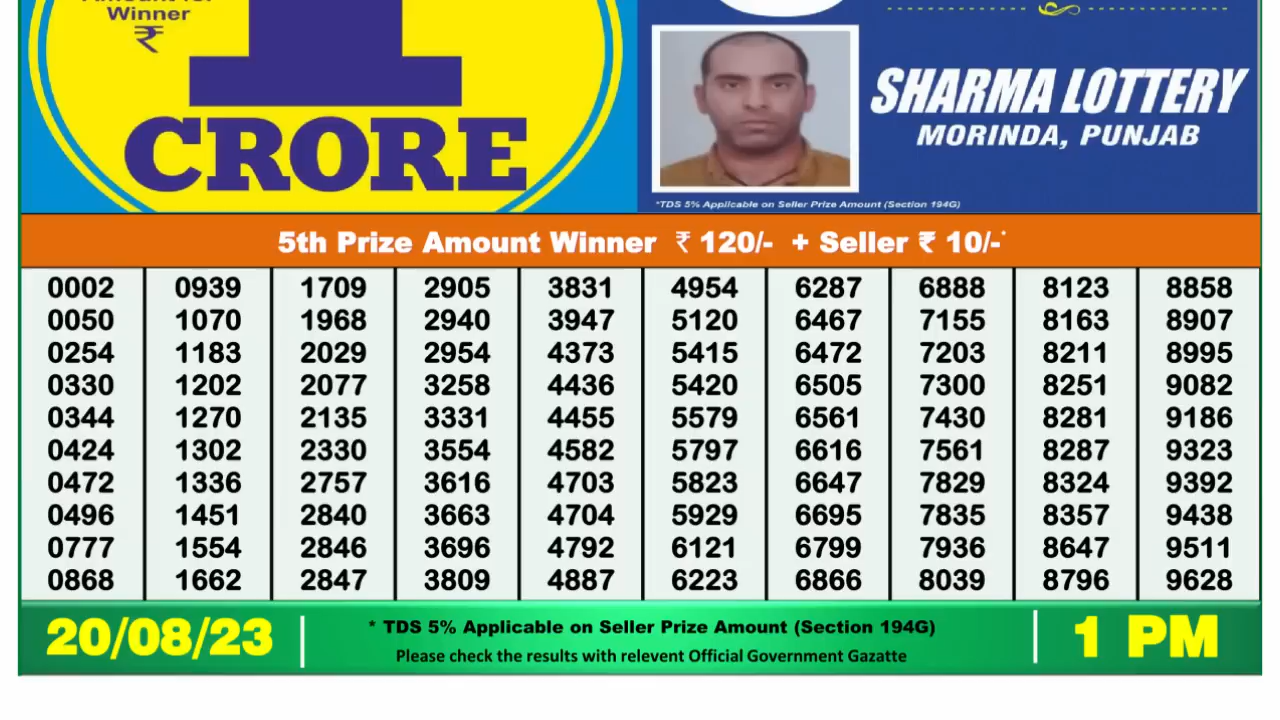 Amount for
Winner
₹
1
CRORE
SHARMA LOTTERY
MORINDA, PUNJAB
*TDS 5% Applicable on Seller Prize Amount (Section 194G)
5th Prize Amount Winner ₹ 120/- + Seller ₹ 10/-*
0002 0939 1709 2905 3831 4954 6287 6888 8123 8858
0050 1070 1968 2940 3947 5120 6467 7155 8163 8907
0254 1183 2029 2954 4373 5415 6472 7203 8211 8995
0330 1202 2077 3258 4436 5420 6505 7300 8251 9082
0344 1270 2135 3331 4455 5579 6561 7430 8281 9186
0424 1302 2330 3554 4582 5797 6616 7561 8287 9323
0472 1336 2757 3616 4703 5823 6647 7829 8324 9392
0496 1451 2840 3663 4704 5929 6695 7835 8357 9438
0777 1554 2846 3696 4792 6121 6799 7936 8647 9511
0868 1662 2847 3809 4887 6223 6866 8039 8796 9628
20/08/23
* TDS 5% Applicable on Seller Prize Amount (Section 194G)
Please check the results with relevent Official Government Gazatte
1 PM